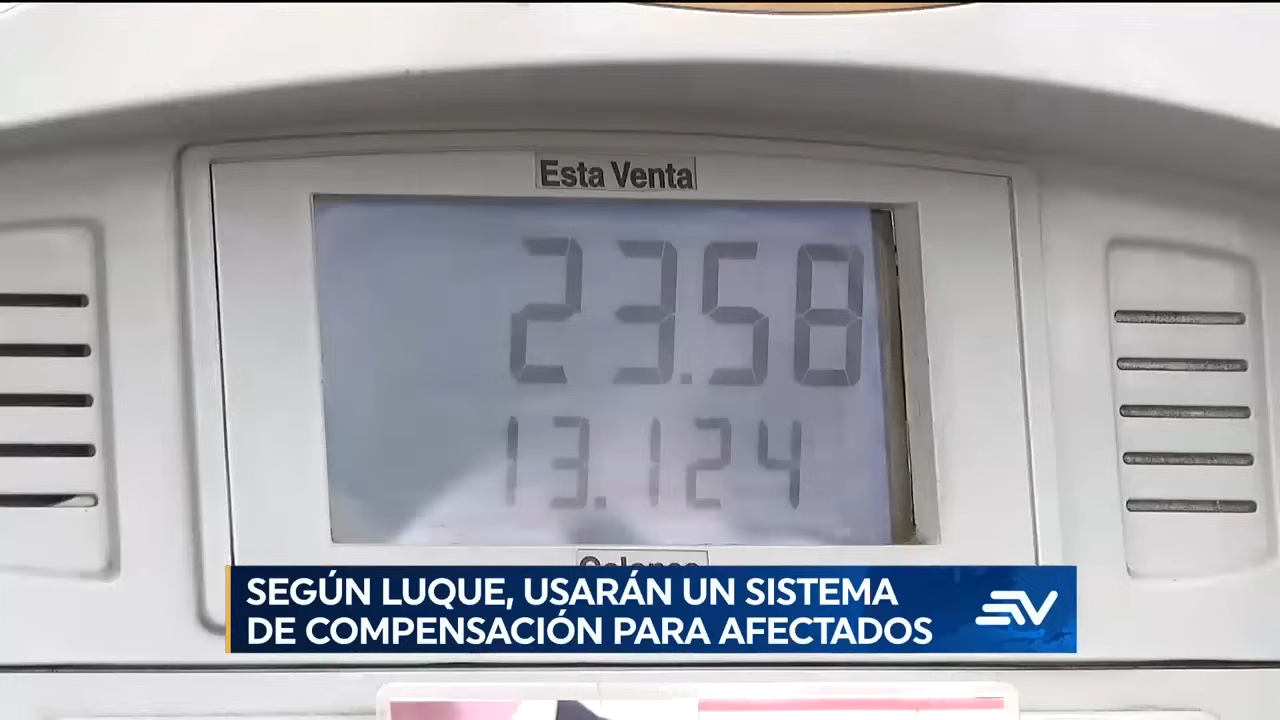 Esta Venta
23.58
13.124
SEGÚN LUQUE, USARÁN UN SISTEMA
DE COMPENSACIÓN PARA AFECTADOS